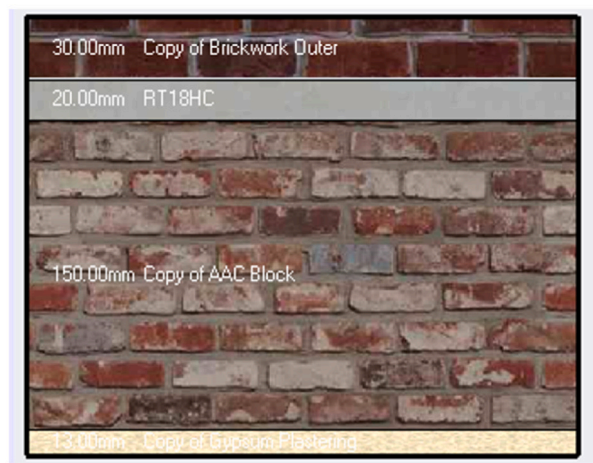 30.00mm Copy of Brickwork Outer
20.00mm RT18HC
150.00mm Copy of AAC Block
13.00mm Copy of Gypsum Plastering